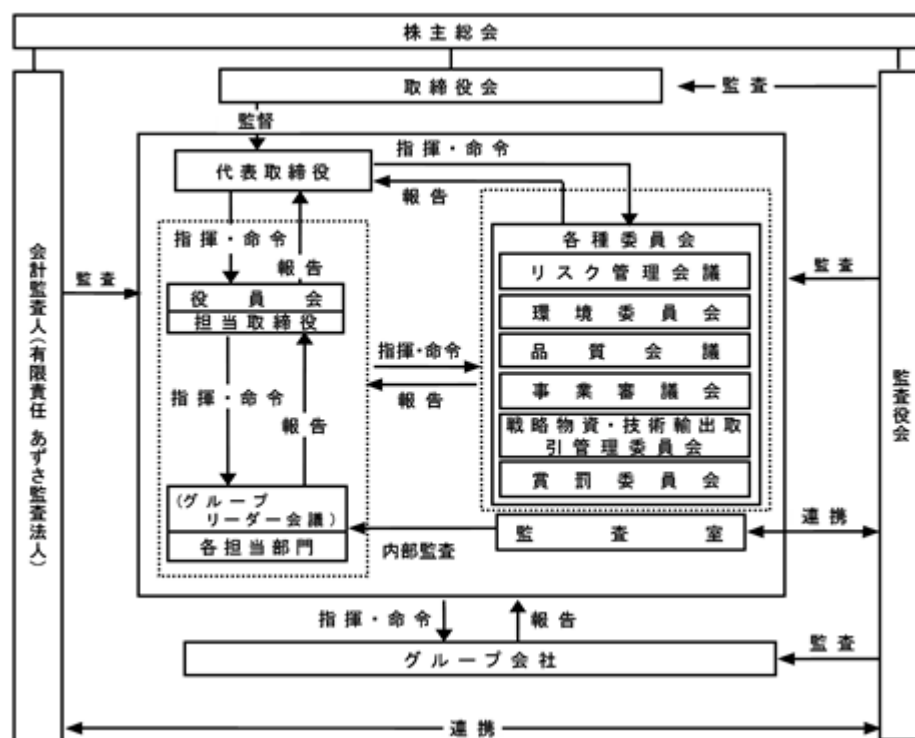 株主総会
取締役会
監査
監督
代表取締役
指揮・命令
報告
指揮・命令
報告
各種委員会
リスク管理会議
環境委員会
品質会議
事業審議会
戦略物資・技術輸出取
引管理委員会
賞罰委員会
監査
監査
役員会
担当取締役
指揮・命令
報告
指揮・命令
報告
(グループ
リーダー会議)
各担当部門
内部監査
監査室
連携
会計監査人(有限責任 あずさ監査法人)
監査役会
指揮・命令
報告
グループ会社
監査
連携